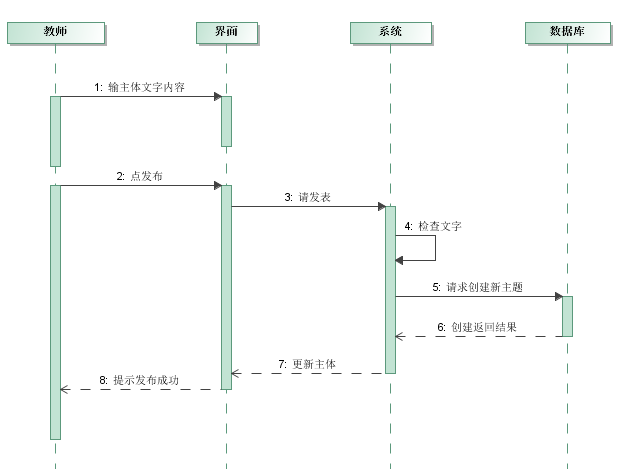 教师 界面 系统 数据库
1: 输主体文字内容
2: 点发布
3: 请发表
4: 检查文字
5: 请求创建新主题
6: 创建返回结果
7: 更新主体
8: 提示发布成功